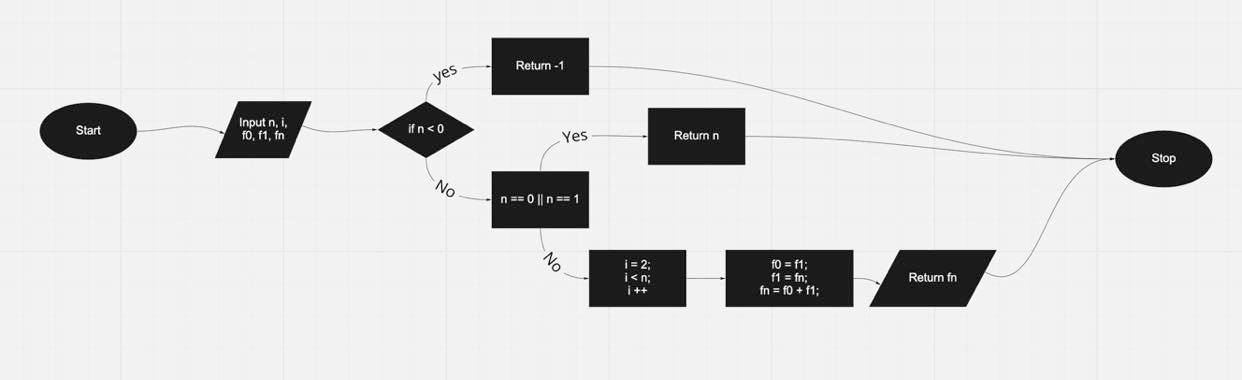 Start
Input n, i,
f0, f1, fn
if n < 0
yes
Return -1
No
n == 0 || n == 1
Yes
Return n
No
i = 2;
i < n;
i ++
f0 = f1;
f1 = fn;
fn = f0 + f1;
Return fn
Stop